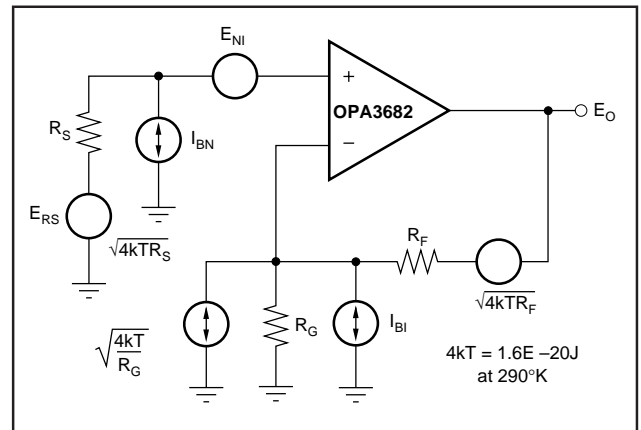 E_NI
+
OPA3682
−
E_O
R_S
I_BN
E_RS
√4kTR_S
R_F
√4kTR_F
√4kT/R_G
R_G
I_BI
4kT = 1.6E –20J
at 290°K